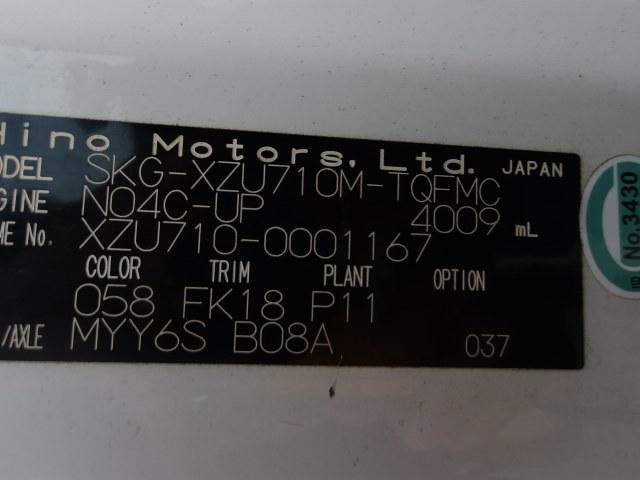 Hino Motors, Ltd. JAPAN
MODEL SKG-XZU710M-TQFMC
ENGINE N04C-UP 4009 mL
FRAME No. XZU710-0001167
COLOR TRIM PLANT OPTION
058 FK18 P11
/AXLE MYY6S B08A 037
No.3430